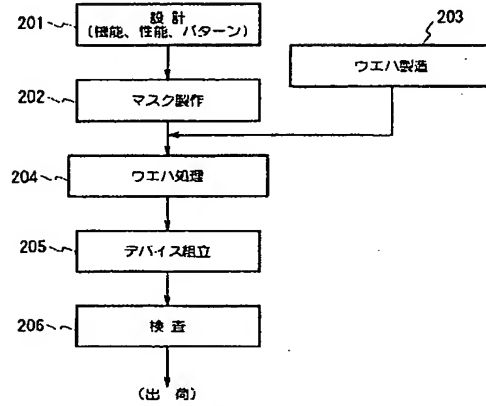 201
設計
(機能、性能、パターン)
203
ウエハ製造
202
マスク製作
204
ウエハ処理
205
デバイス組立
206
検 査
(出 荷)